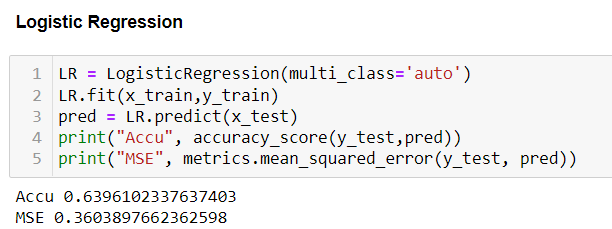 Logistic Regression
1 LR = LogisticRegression(multi_class='auto')
2 LR.fit(x_train,y_train)
3 pred = LR.predict(x_test)
4 print("Accu", accuracy_score(y_test,pred))
5 print("MSE", metrics.mean_squared_error(y_test, pred))
Accu 0.6396102337637403
MSE 0.3603897662362598